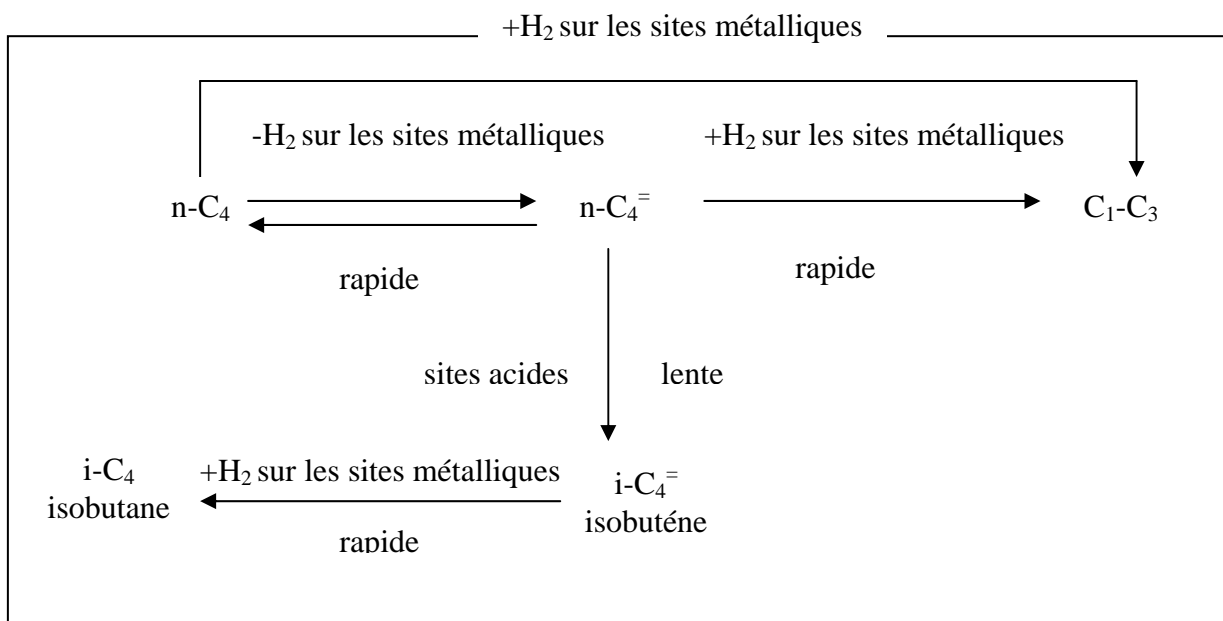 +H₂ sur les sites métalliques
-H₂ sur les sites métalliques +H₂ sur les sites métalliques
n-C₄ n-C₄⁼ C₁-C₃
rapide rapide
sites acides lente
i-C₄ +H₂ sur les sites métalliques i-C₄⁼
isobutane isobuténe
rapide